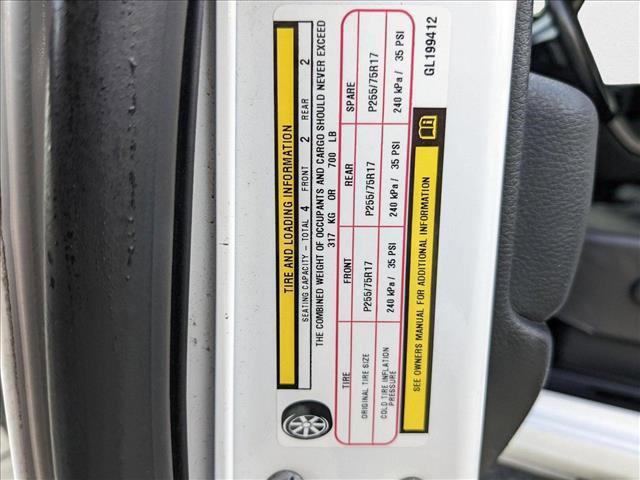 TIRE AND LOADING INFORMATION
SEATING CAPACITY – TOTAL 4 FRONT 2 REAR 2
THE COMBINED WEIGHT OF OCCUPANTS AND CARGO SHOULD NEVER EXCEED
317 KG OR 700 LB
TIRE FRONT REAR SPARE
ORIGINAL TIRE SIZE P255/75R17 P255/75R17 P255/75R17
COLD TIRE INFLATION PRESSURE 240 kPa / 35 PSI 240 kPa / 35 PSI 240 kPa / 35 PSI
SEE OWNERS MANUAL FOR ADDITIONAL INFORMATION
GL199412